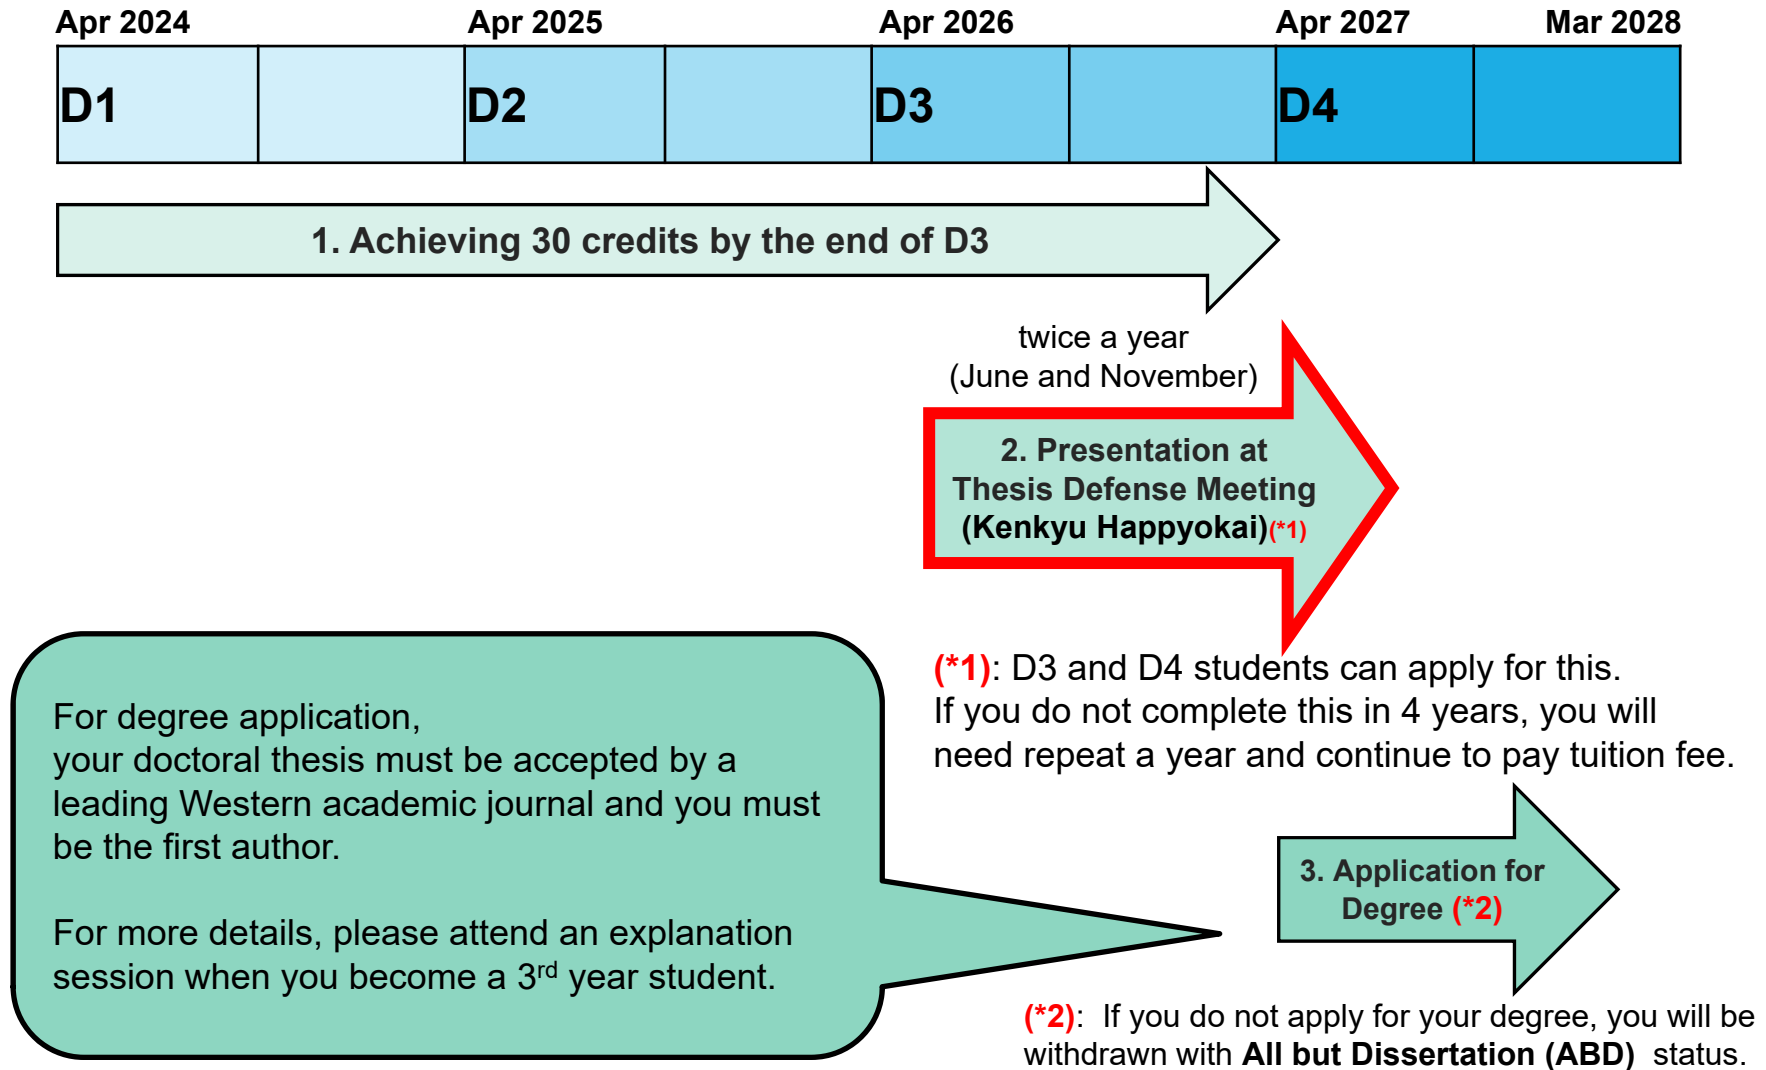 Apr 2024 Apr 2025 Apr 2026 Apr 2027 Mar 2028
D1 D2 D3 D4
1. Achieving 30 credits by the end of D3
twice a year
(June and November)
2. Presentation at
Thesis Defense Meeting
(Kenkyu Happyokai)(*1)
(*1): D3 and D4 students can apply for this.
If you do not complete this in 4 years, you will
need repeat a year and continue to pay tuition fee.
For degree application,
your doctoral thesis must be accepted by a
leading Western academic journal and you must
be the first author.
For more details, please attend an explanation
session when you become a 3rd year student.
3. Application for
Degree (*2)
(*2): If you do not apply for your degree, you will be
withdrawn with All but Dissertation (ABD) status.